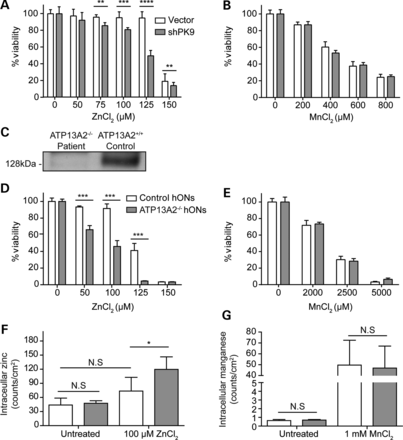 A
% viability
100
80
60
40
20
0
**
***
****
**
Vector
shPK9
0 50 75 100 125 150
ZnCl2 (µM)
B
% viability
100
80
60
40
20
0
0 200 400 600 800
MnCl2 (µM)
C
ATP13A2-/- ATP13A2+/+
Patient Control
128kDa-
D
% viability
100
80
60
40
20
0
***
***
***
Control hONs
ATP13A2-/- hONs
0 50 100 125 150
ZnCl2 (µM)
E
% viability
100
80
60
40
20
0
0 2000 2500 5000
MnCl2 (µM)
F
Intracellular zinc
(counts/cm2)
180
150
120
90
60
30
0
N.S
N.S
*
Untreated 100 µM ZnCl2
G
Intracellular manganese
(counts/cm2)
80
70
60
50
40
30
5
4
3
2
1
0
N.S
N.S
Untreated 1 mM MnCl2